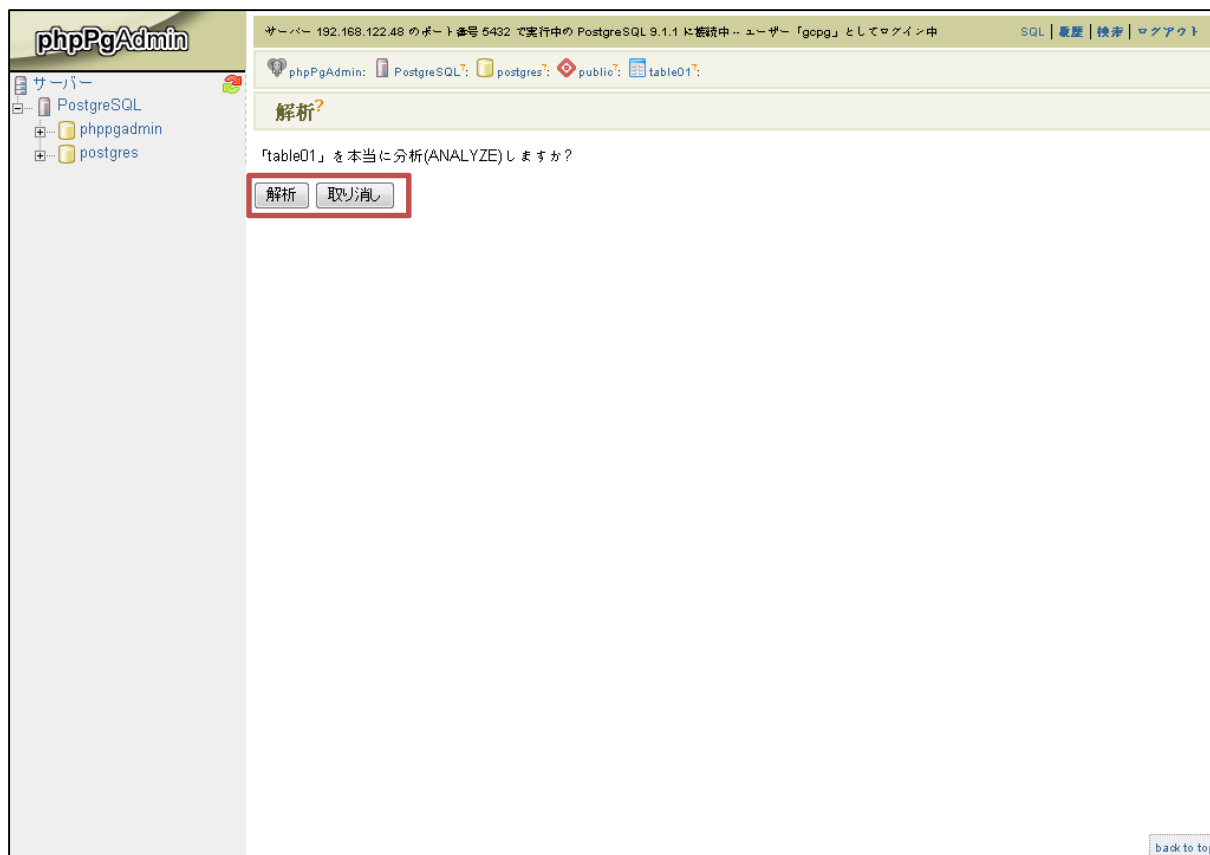 phpPgAdmin
サーバー
PostgreSQL
phppgadmin
postgres
サーバー 192.168.122.48 のポート番号 5432 で実行中の PostgreSQL 9.1.1 に接続中 -- ユーザー「gopg」としてログイン中
SQL | 履歴 | 検索 | ログアウト
phpPgAdmin: PostgreSQL?: postgres?: public?: table01?:
解析?
「table01」を本当に分析(ANALYZE)しますか?
解析 取り消し
back to top